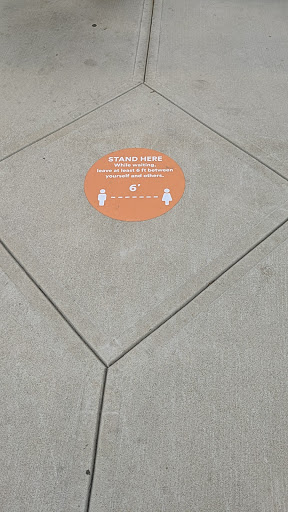 STAND HERE
While waiting,
leave at least 6 ft between
yourself and others.
6'